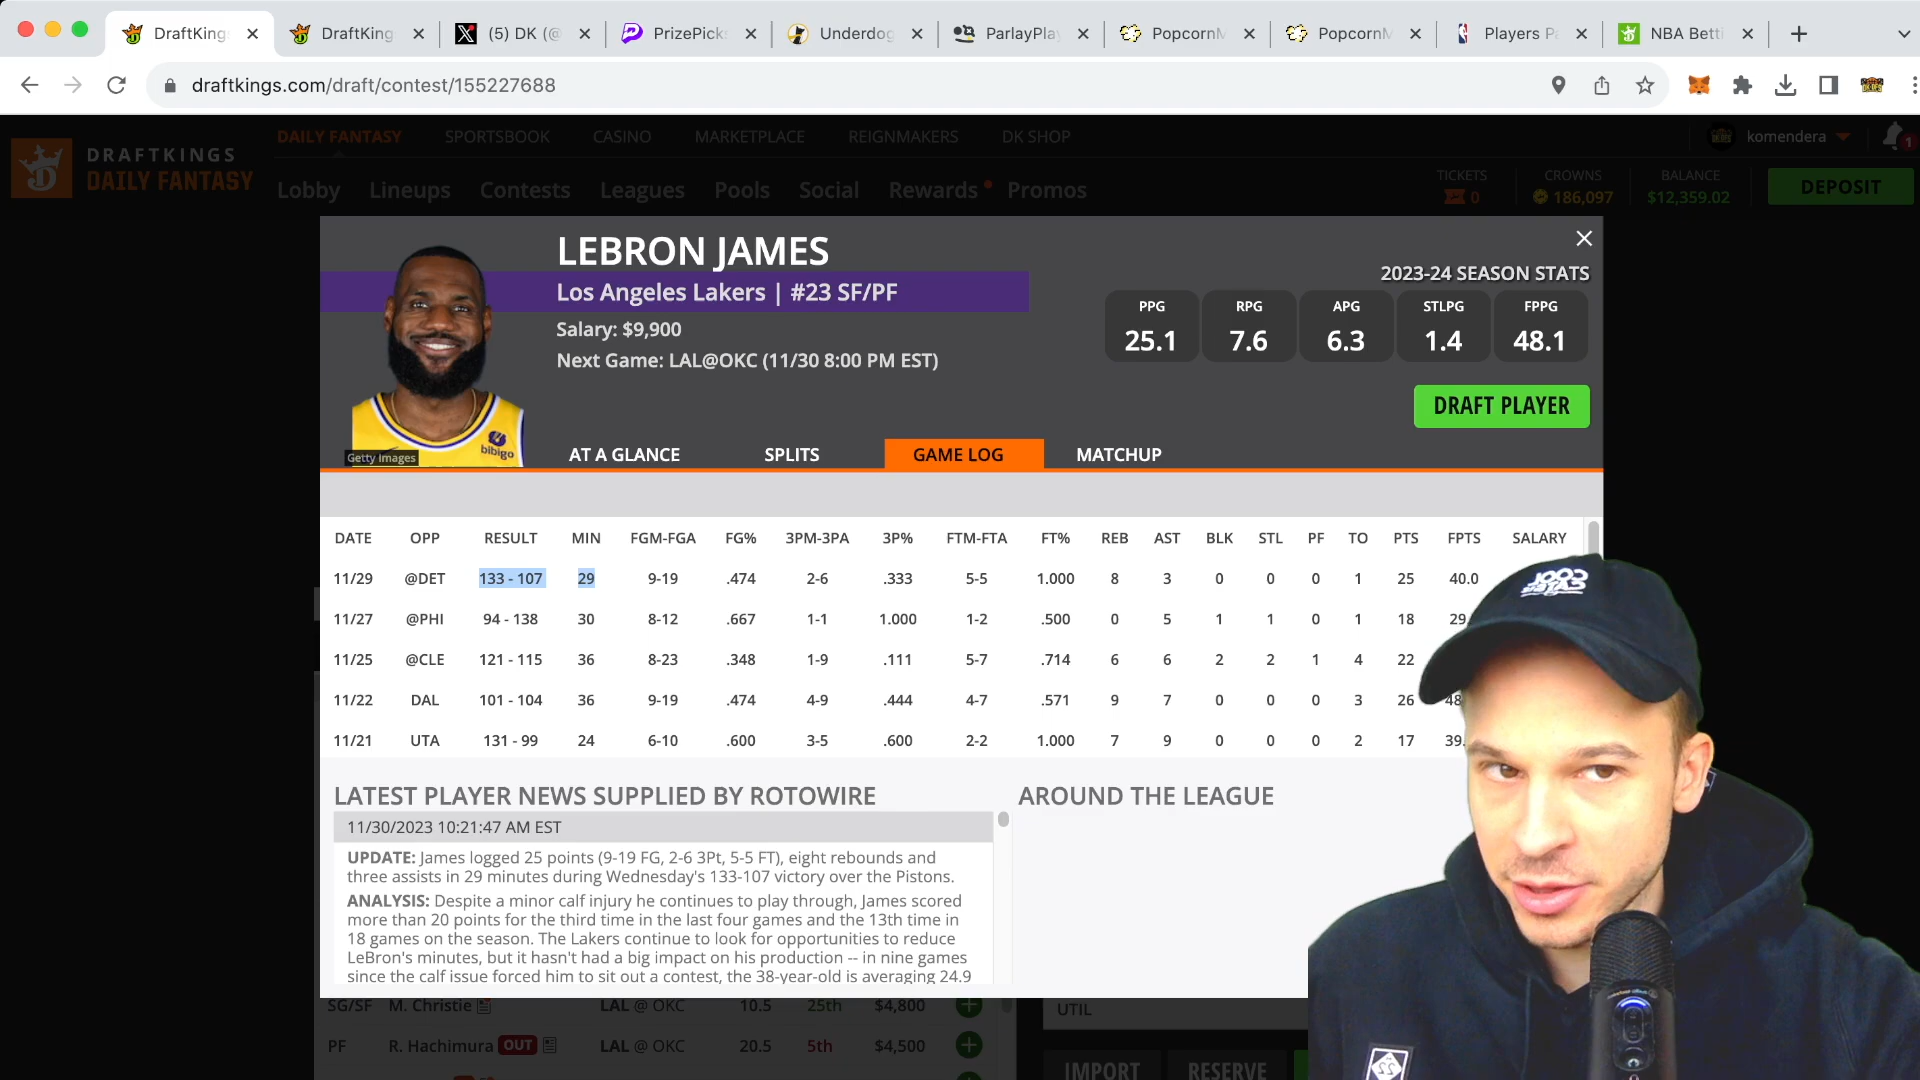 DraftKing
DraftKing
(5) DK (@
PrizePick
Underdog
ParlayPla
PopcornM
PopcornM
Players P
NBA Betti
draftkings.com/draft/contest/155227688
DRAFTKINGS
DAILY FANTASY
DAILY FANTASY
SPORTSBOOK
CASINO
MARKETPLACE
REIGNMAKERS
DK SHOP
komendera
1
Lobby
Lineups
Contests
Leagues
Pools
Social
Rewards
Promos
TICKETS
0
CROWNS
186,097
BALANCE
$12,359.02
DEPOSIT
LEBRON JAMES
Los Angeles Lakers | #23 SF/PF
Salary: $9,900
Next Game: LAL@OKC (11/30 8:00 PM EST)
bibigo
Getty Images
2023-24 SEASON STATS
PPG RPG APG STLPG FPPG
25.1 7.6 6.3 1.4 48.1
DRAFT PLAYER
AT A GLANCE SPLITS GAME LOG MATCHUP
DATE OPP RESULT MIN FGM-FGA FG% 3PM-3PA 3P% FTM-FTA FT% REB AST BLK STL PF TO PTS FPTS SALARY
11/29 @DET 133 - 107 29 9-19 .474 2-6 .333 5-5 1.000 8 3 0 0 0 1 25 40.0
11/27 @PHI 94 - 138 30 8-12 .667 1-1 1.000 1-2 .500 0 5 1 1 0 1 18 29.
11/25 @CLE 121 - 115 36 8-23 .348 1-9 .111 5-7 .714 6 6 2 2 1 4 22
11/22 DAL 101 - 104 36 9-19 .474 4-9 .444 4-7 .571 9 7 0 0 0 3 26 48
11/21 UTA 131 - 99 24 6-10 .600 3-5 .600 2-2 1.000 7 9 0 0 0 2 17 39.
LATEST PLAYER NEWS SUPPLIED BY ROTOWIRE
11/30/2023 10:21:47 AM EST
UPDATE: James logged 25 points (9-19 FG, 2-6 3Pt, 5-5 FT), eight rebounds and
three assists in 29 minutes during Wednesday's 133-107 victory over the Pistons.
ANALYSIS: Despite a minor calf injury he continues to play through, James scored
more than 20 points for the third time in the last four games and the 13th time in
18 games on the season. The Lakers continue to look for opportunities to reduce
LeBron's minutes, but it hasn't had a big impact on his production -- in nine games
since the calf issue forced him to sit out a contest, the 38-year-old is averaging 24.9
AROUND THE LEAGUE
SG/SF M. Christie LAL @ OKC 10.5 25th $4,800
PF R. Hachimura OUT LAL @ OKC 20.5 5th $4,500
UTIL
IMPORT
RESERVE